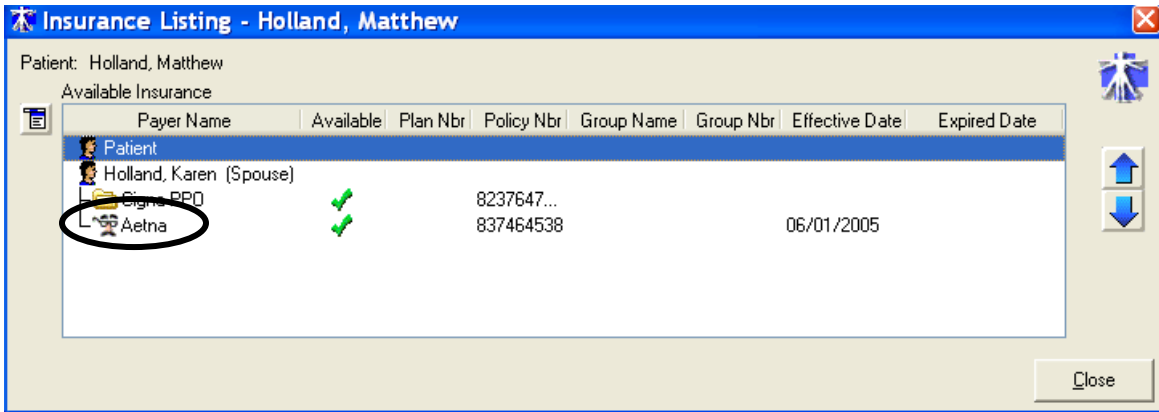 Insurance Listing - Holland, Matthew
Patient: Holland, Matthew
Available Insurance
Payer Name Available Plan Nbr Policy Nbr Group Name Group Nbr Effective Date Expired Date
Patient
Holland, Karen (Spouse)
Cigna PPO 8237647...
Aetna 837464538 06/01/2005
Close